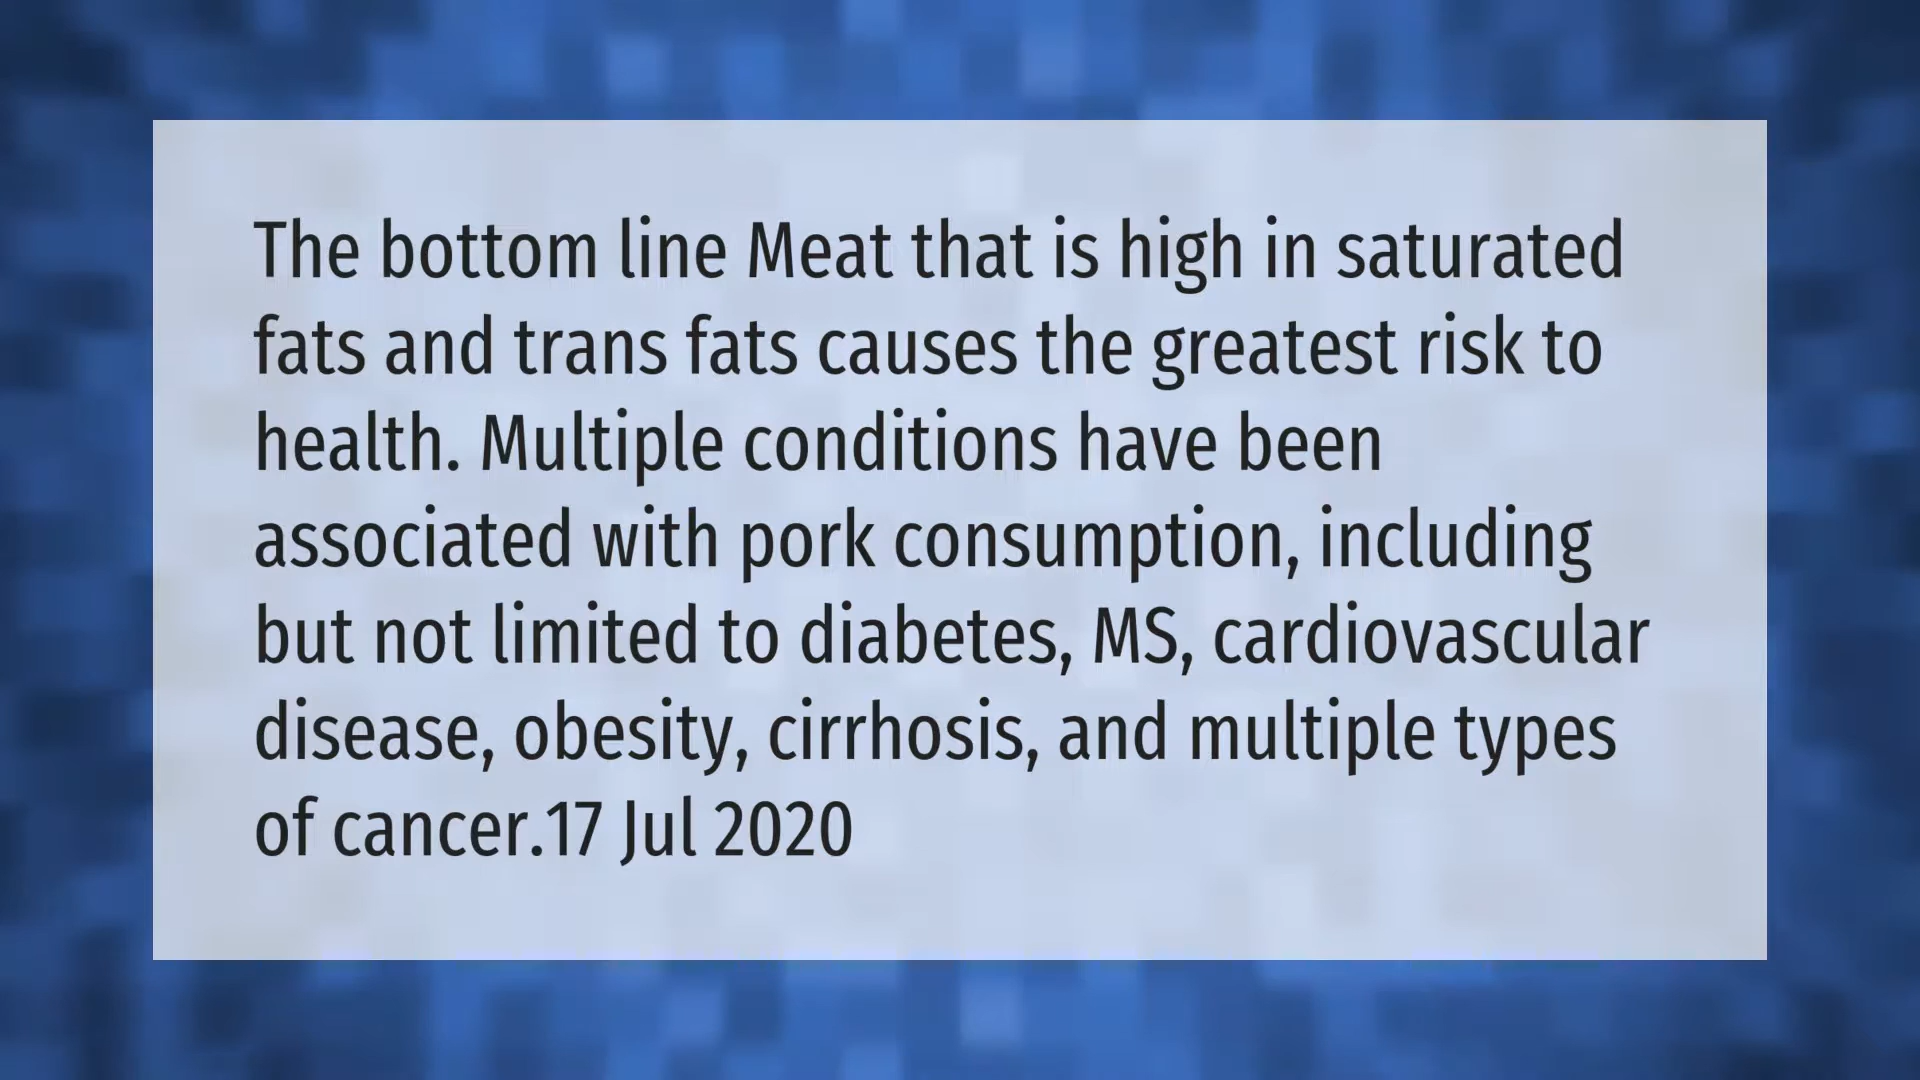 The bottom line Meat that is high in saturated
fats and trans fats causes the greatest risk to
health. Multiple conditions have been
associated with pork consumption, including
but not limited to diabetes, MS, cardiovascular
disease, obesity, cirrhosis, and multiple types
of cancer.17 Jul 2020